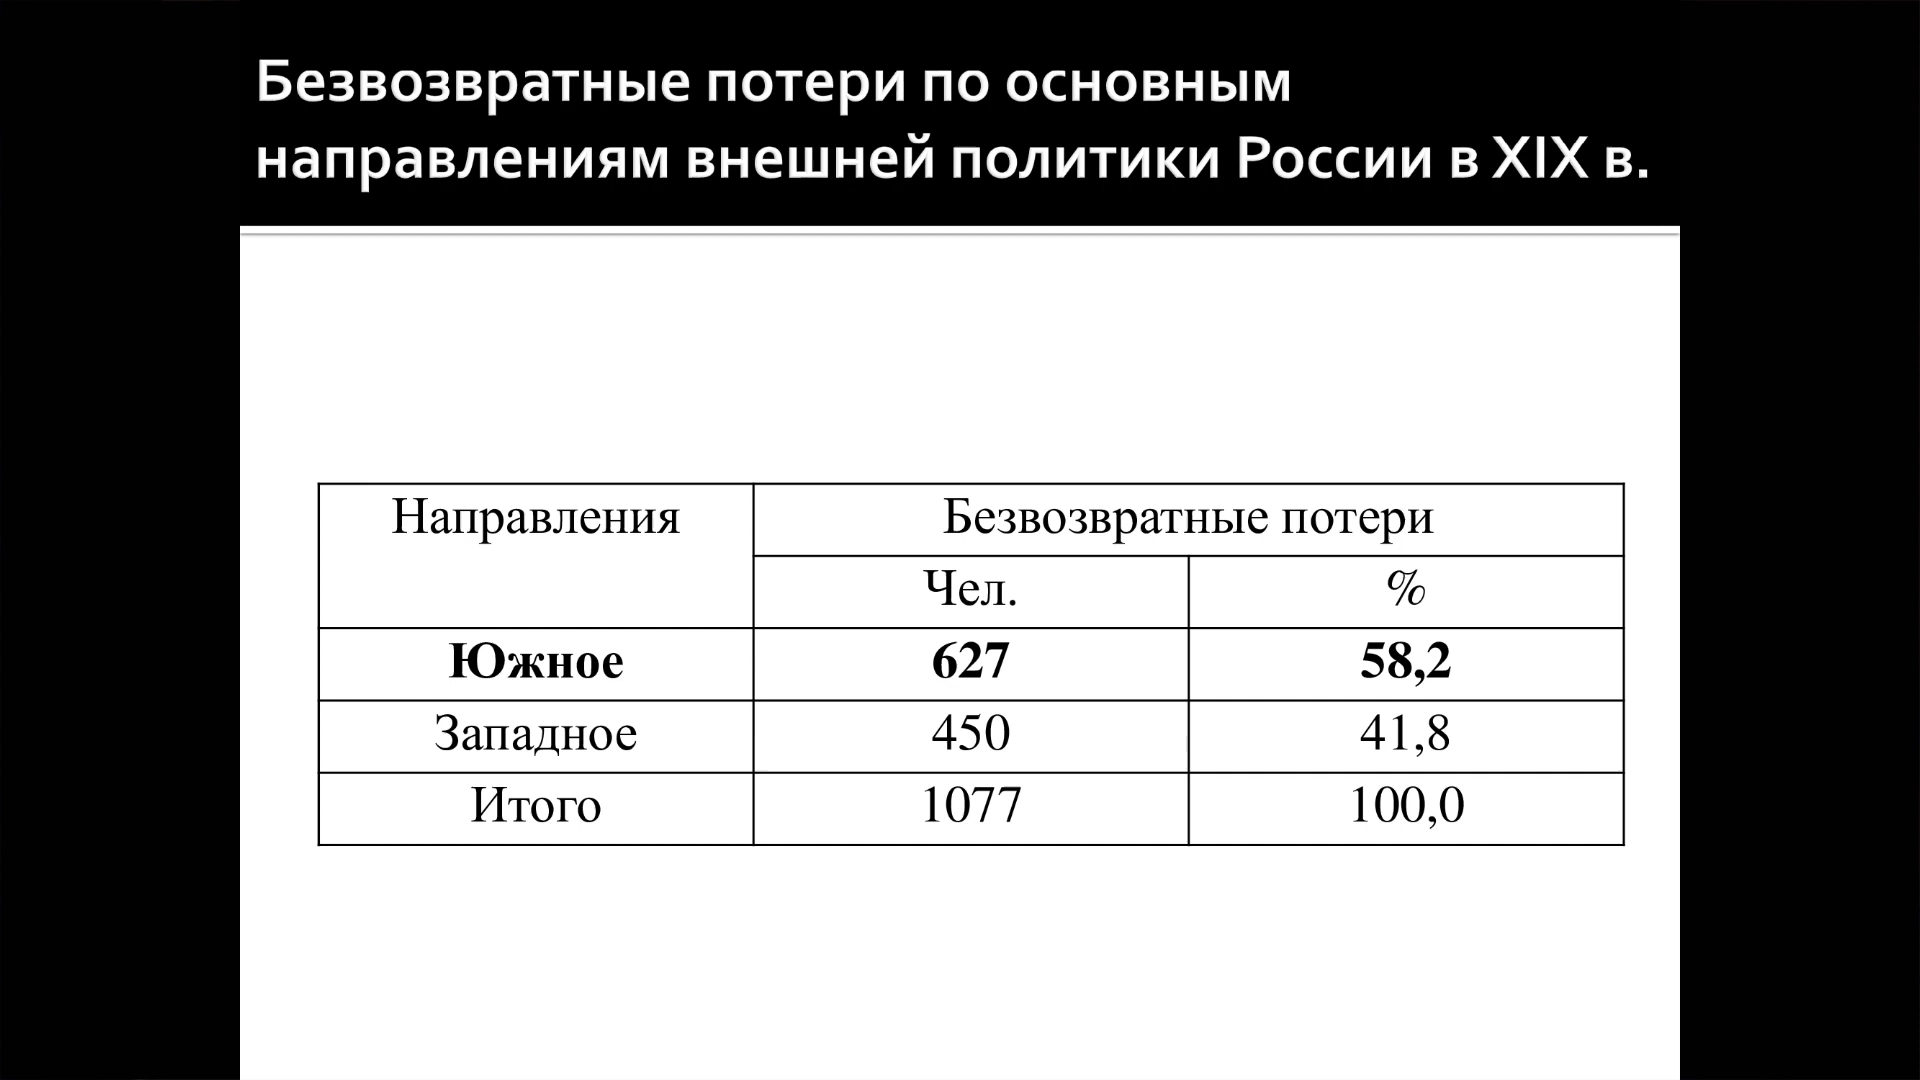 Безвозвратные потери по основным
направлениям внешней политики России в XIX в.
Направления Безвозвратные потери
Чел. %
Южное 627 58,2
Западное 450 41,8
Итого 1077 100,0